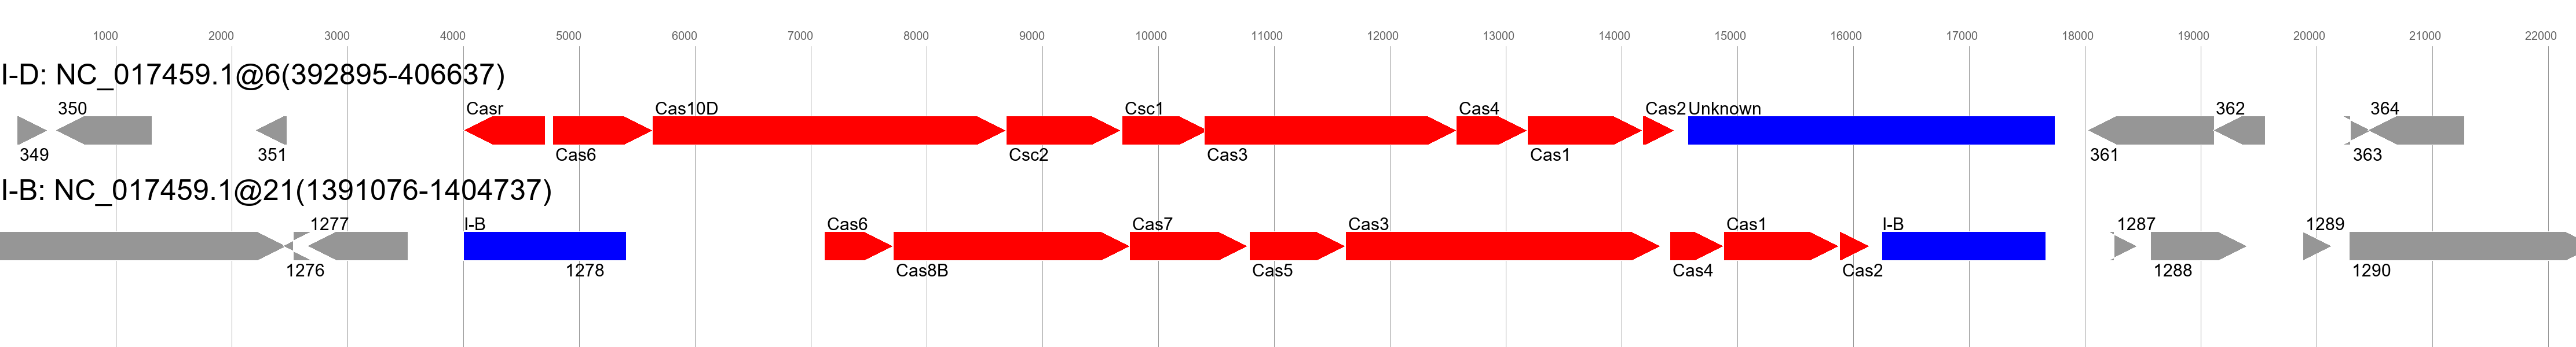 1000 2000 3000 4000 5000 6000 7000 8000 9000 10000 11000 12000 13000 14000 15000 16000 17000 18000 19000 20000 21000 22000
I-D: NC_017459.1@6(392895-406637)
350 Casr Cas10D Csc1 Cas4 Cas2 Unknown 362 364
349 351 Cas6 Csc2 Cas3 Cas1 361 363
I-B: NC_017459.1@21(1391076-1404737)
1277 I-B Cas6 Cas7 Cas3 Cas1 I-B 1287 1289
1276 1278 Cas8B Cas5 Cas4 Cas2 1288 1290